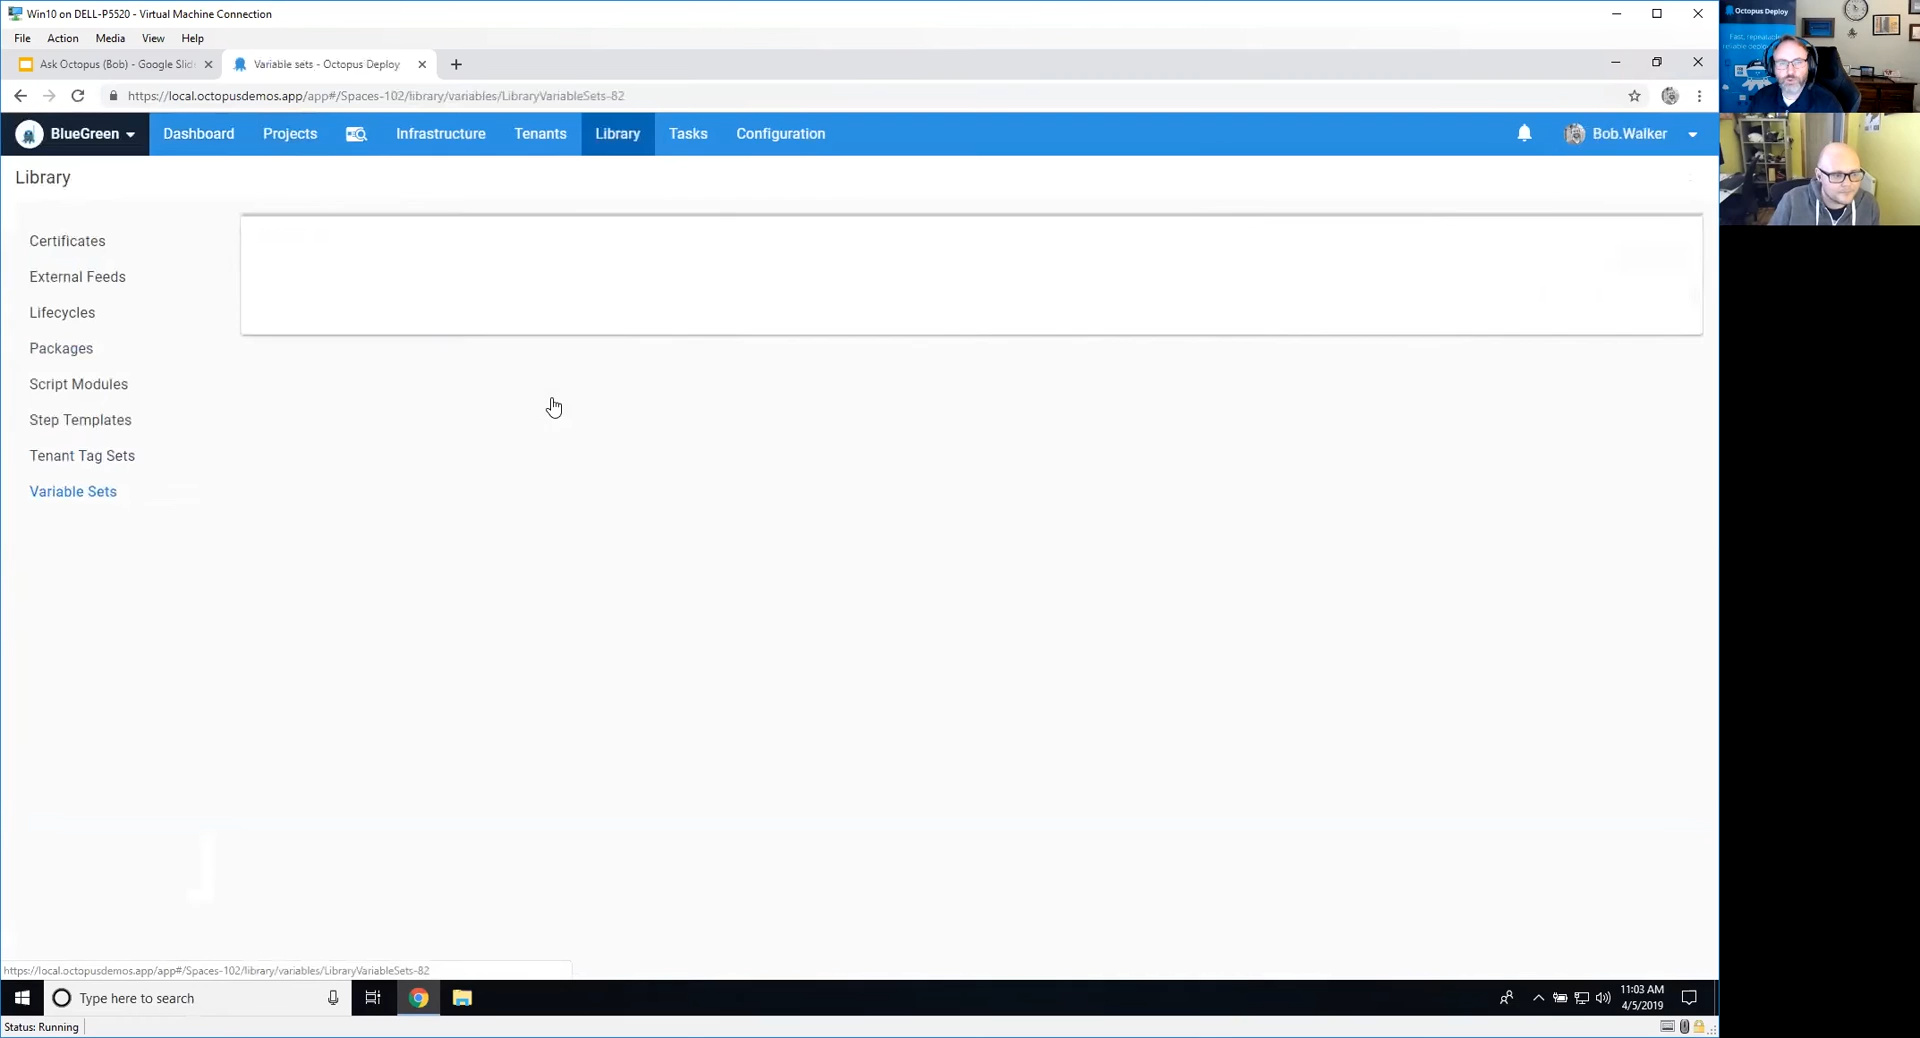 Win10 on DELL-P5520 - Virtual Machine Connection
File Action Media View Help
Ask Octopus (Bob) - Google Slid
Variable sets - Octopus Deploy
https://local.octopusdemos.app/app#/Spaces-102/library/variables/LibraryVariableSets-82
BlueGreen Dashboard Projects Infrastructure Tenants Library Tasks Configuration Bob.Walker
Library
Certificates
External Feeds
Lifecycles
Packages
Script Modules
Step Templates
Tenant Tag Sets
Variable Sets
https://local.octopusdemos.app/app#/Spaces-102/library/variables/LibraryVariableSets-82
Type here to search
11:03 AM
4/5/2019
Status: Running
Octopus Deploy
Fast, repeatable
reliable